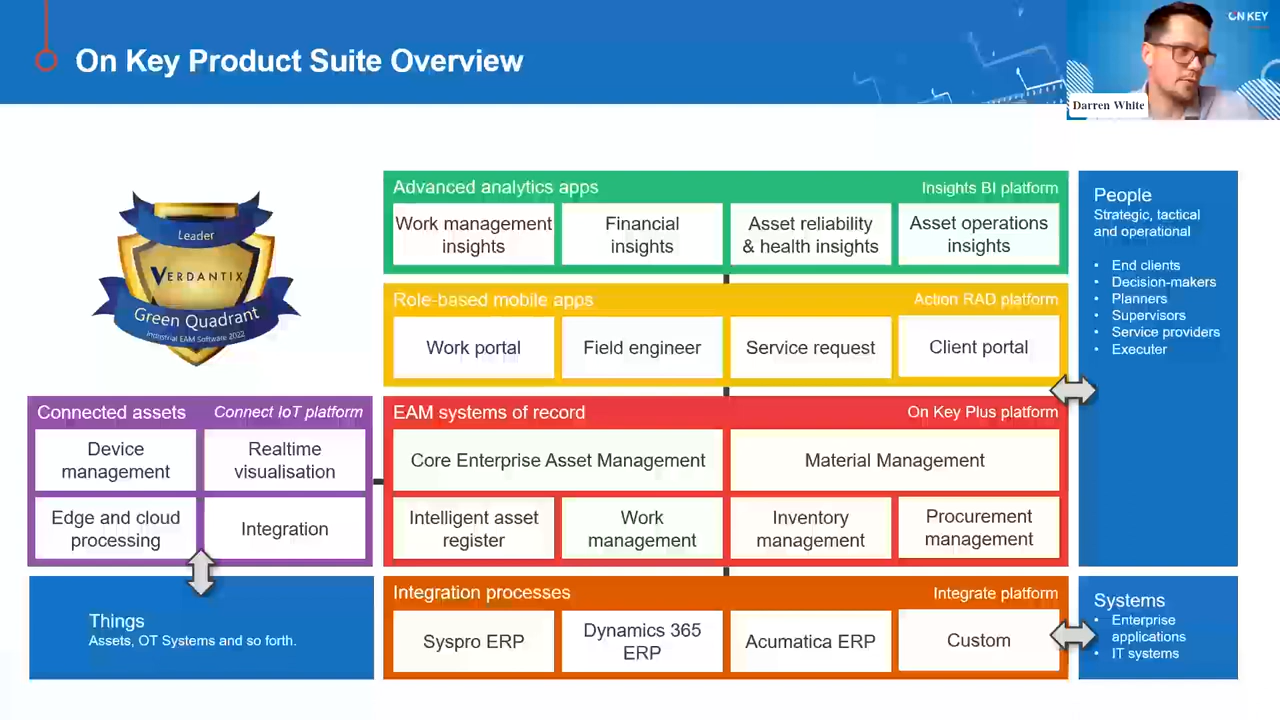 On Key Product Suite Overview
ON KEY
Darren White
Leader
VERDANTIX
Green Quadrant
Industrial EAM Software 2022
Advanced analytics apps
Insights BI platform
Work management
insights
Financial
insights
Asset reliability
& health insights
Asset operations
insights
Role-based mobile apps
Action RAD platform
Work portal
Field engineer
Service request
Client portal
Connected assets
Connect IoT platform
Device
management
Realtime
visualisation
Edge and cloud
processing
Integration
EAM systems of record
On Key Plus platform
Core Enterprise Asset Management
Material Management
Intelligent asset
register
Work
management
Inventory
management
Procurement
management
Things
Assets, OT Systems and so forth.
Integration processes
Integrate platform
Syspro ERP
Dynamics 365
ERP
Acumatica ERP
Custom
People
Strategic, tactical
and operational
• End clients
• Decision-makers
• Planners
• Supervisors
• Service providers
• Executer
Systems
• Enterprise
applications
• IT systems